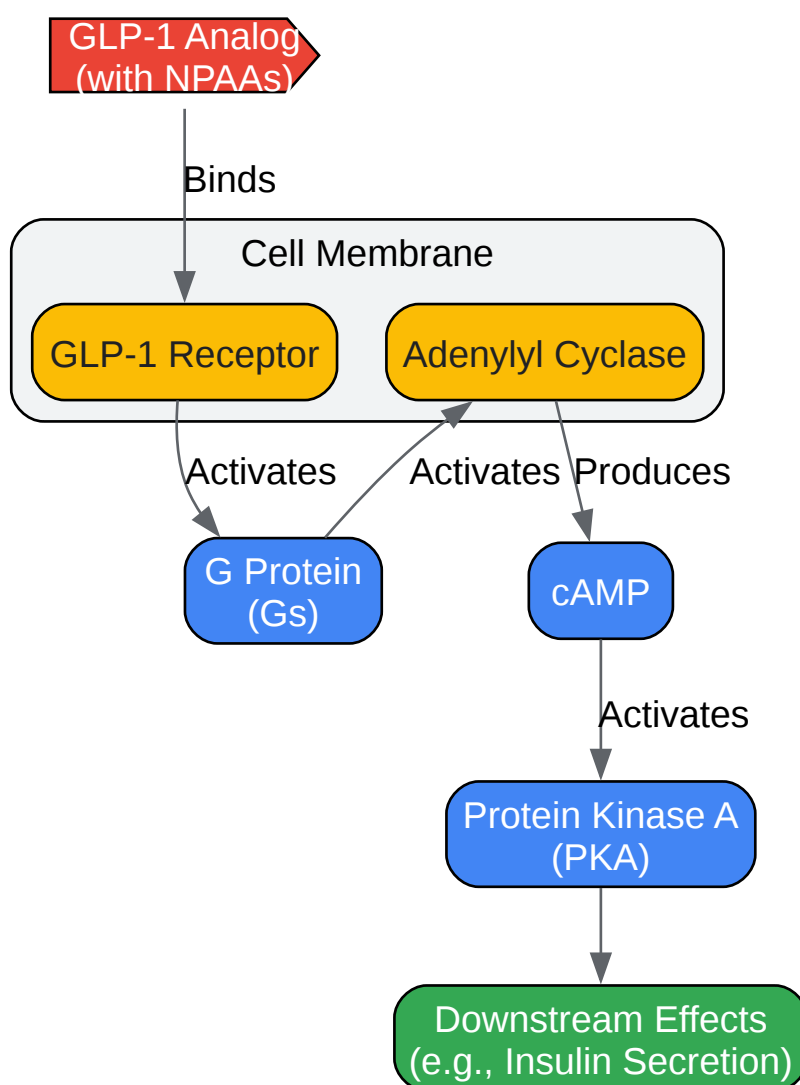 GLP-1 Analog
(with NPAAs)
Binds
Cell Membrane
GLP-1 Receptor
Adenylyl Cyclase
Activates
Activates
Produces
G Protein
(Gs)
cAMP
Activates
Protein Kinase A
(PKA)
Downstream Effects
(e.g., Insulin Secretion)